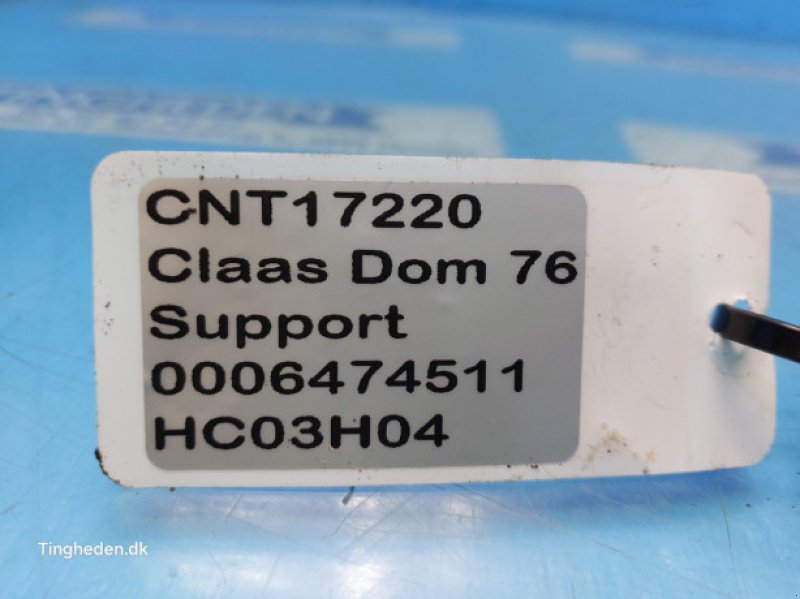 CNT17220
Claas Dom 76
Support
0006474511
HC03H04
Tingheden.dk